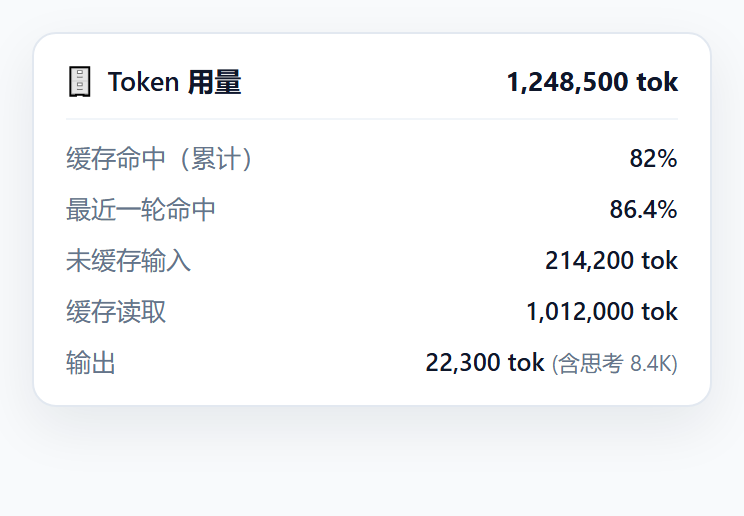 Token 用量 1,248,500 tok
缓存命中（累计） 82%
最近一轮命中 86.4%
未缓存输入 214,200 tok
缓存读取 1,012,000 tok
输出 22,300 tok (含思考 8.4K)